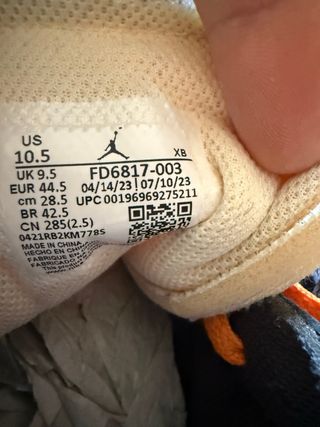 US
10.5
XB
UK 9.5 FD6817-003
EUR 44.5 04/14/23 | 07/10/23
cm 28.5 UPC 00196969275211
BR 42.5
CN 285(2.5)
0421RB2KM778S
MADE IN CHINA
HECHO EN CHINA
FABRIQUE EN
FABRICADO